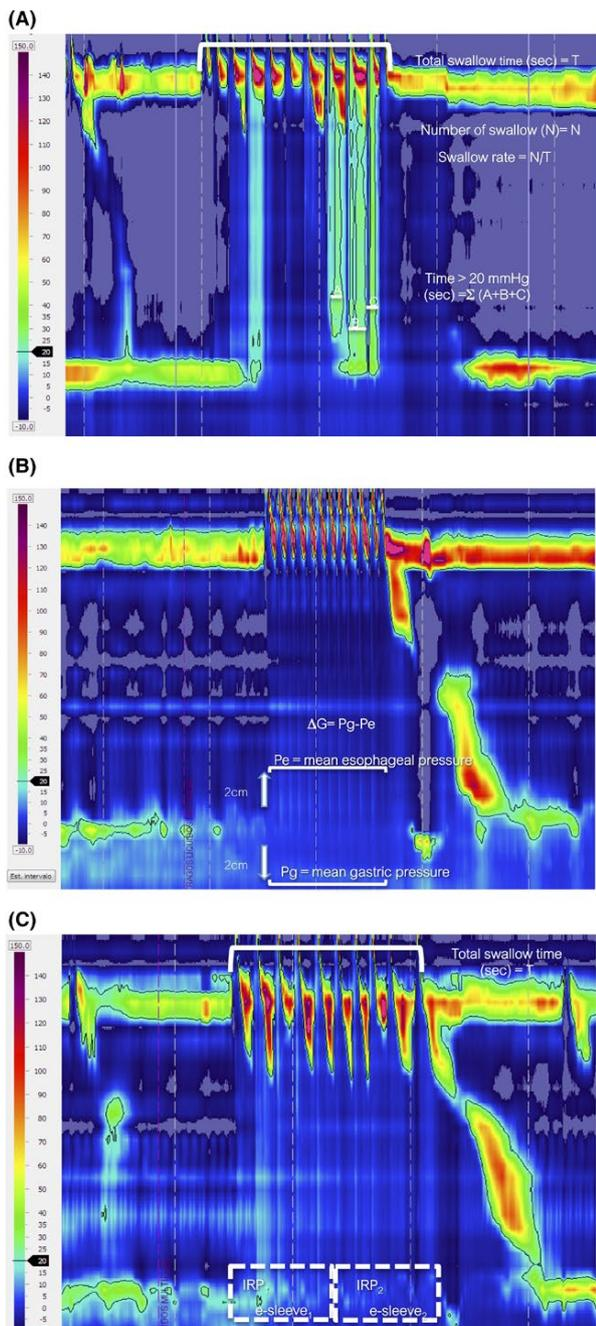 (A)
150.0
140
130
120
110
100
90
80
70
60
50
40
35
30
25
20
15
10
5
0
-5
-10.0
Total swallow time (sec) = T
Number of swallow (N)= N
Swallow rate = N/T
A
B
C
Time > 20 mmHg
(sec) =Σ (A+B+C)
(B)
150.0
140
130
120
110
100
90
80
70
60
50
40
35
30
25
20
15
10
5
0
-5
-10.0
Est. intervalo
ΔG= Pg-Pe
Pe = mean esophageal pressure
2cm
2cm
Pg = mean gastric pressure
(C)
150.0
140
130
120
110
100
90
80
70
60
50
40
35
30
25
20
15
10
5
0
-5
Total swallow time
(sec) = T
IRP
e-sleeve₁
IRP₂
e-sleeve₂